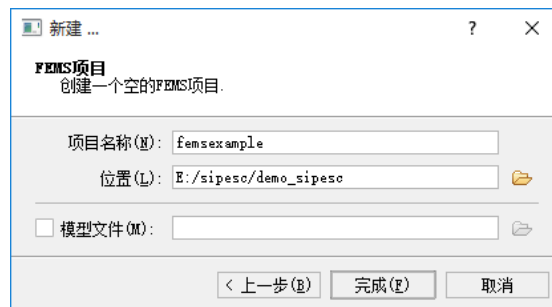 新建 ...
FEMS项目
创建一个空的FEMS项目.
项目名称(N): femsexample
位置(L): E:/sipesc/demo_sipesc
模型文件(M):
< 上一步(B) 完成(F) 取消